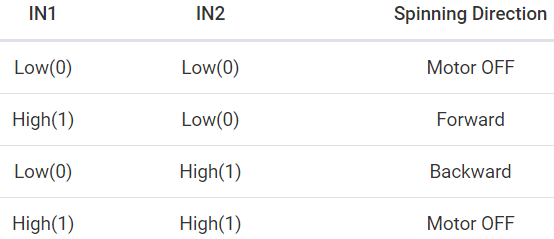 IN1 IN2 Spinning Direction
Low(0) Low(0) Motor OFF
High(1) Low(0) Forward
Low(0) High(1) Backward
High(1) High(1) Motor OFF